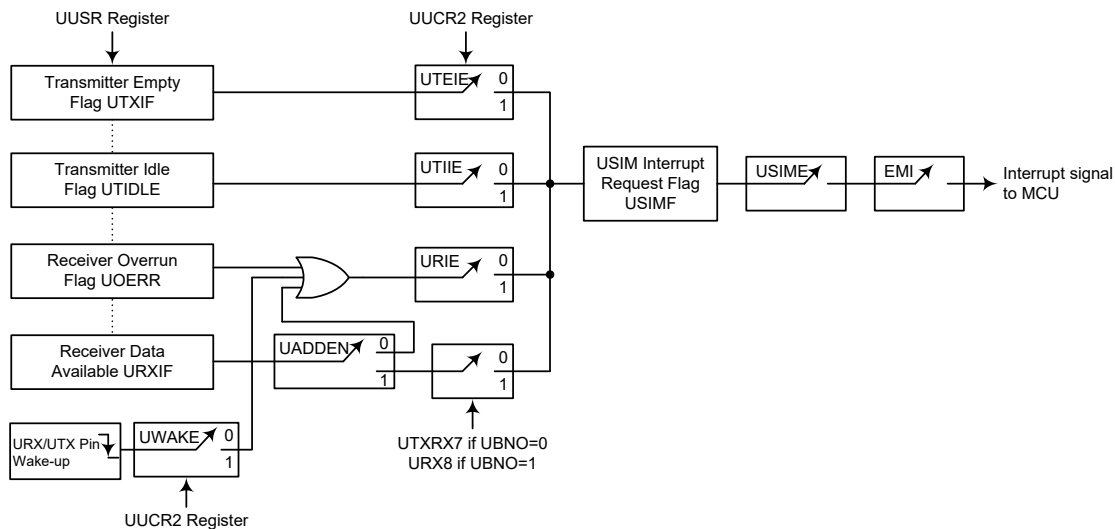 UUSR Register
UUCR2 Register
Transmitter Empty
Flag UTXIF
UTEIE
0
1
Transmitter Idle
Flag UTIDLE
UTIIE
0
1
USIM Interrupt
Request Flag
USIMF
USIME
EMI
Interrupt signal
to MCU
Receiver Overrun
Flag UOERR
URIE
0
1
Receiver Data
Available URXIF
UADDEN
0
1
0
1
URX/UTX Pin
Wake-up
UWAKE
0
1
UTXRX7 if UBNO=0
URX8 if UBNO=1
UUCR2 Register